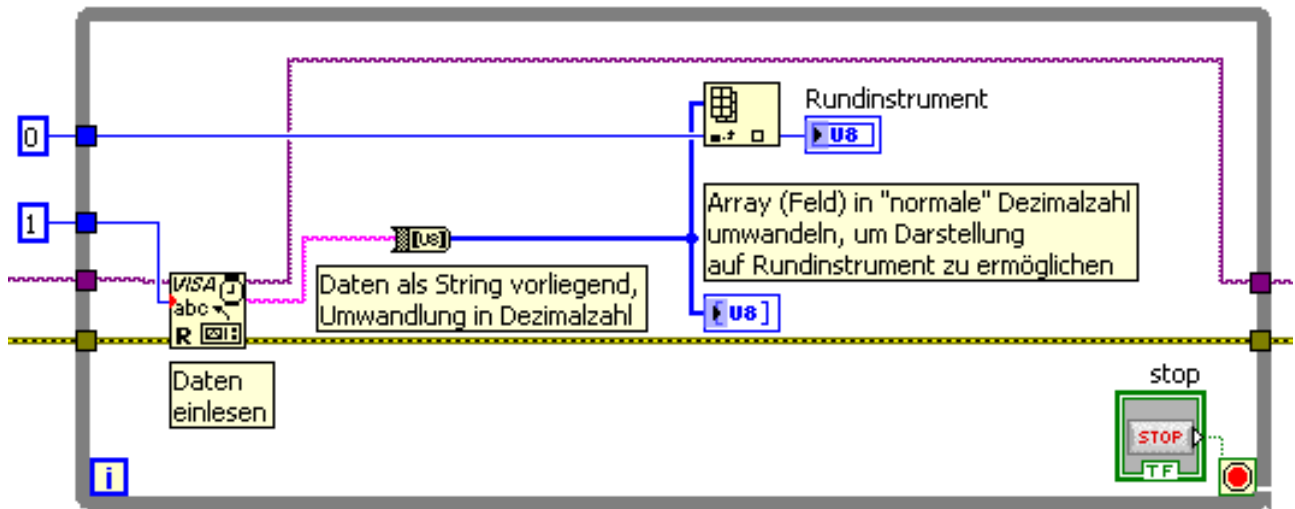 0
Rundinstrument
U8
1
Array (Feld) in "normale" Dezimalzahl
umwandeln, um Darstellung
auf Rundinstrument zu ermöglichen
[U8]
VISA
abc
R
Daten als String vorliegend,
Umwandlung in Dezimalzahl
[U8]
Daten
einlesen
stop
STOP
TF
i